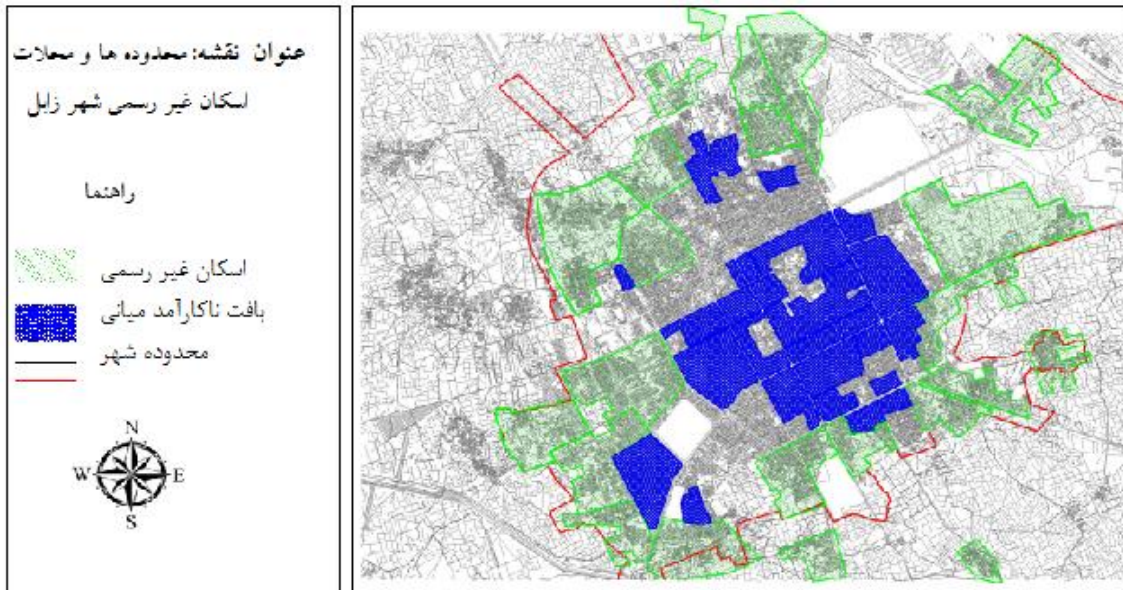 عنوان نقشه: محدوده ها و محلات
اسکان غیر رسمی شهر زابل
راهنما
اسکان غیر رسمی
بافت ناکارآمد میانی
محدوده شهر
N
W E
S